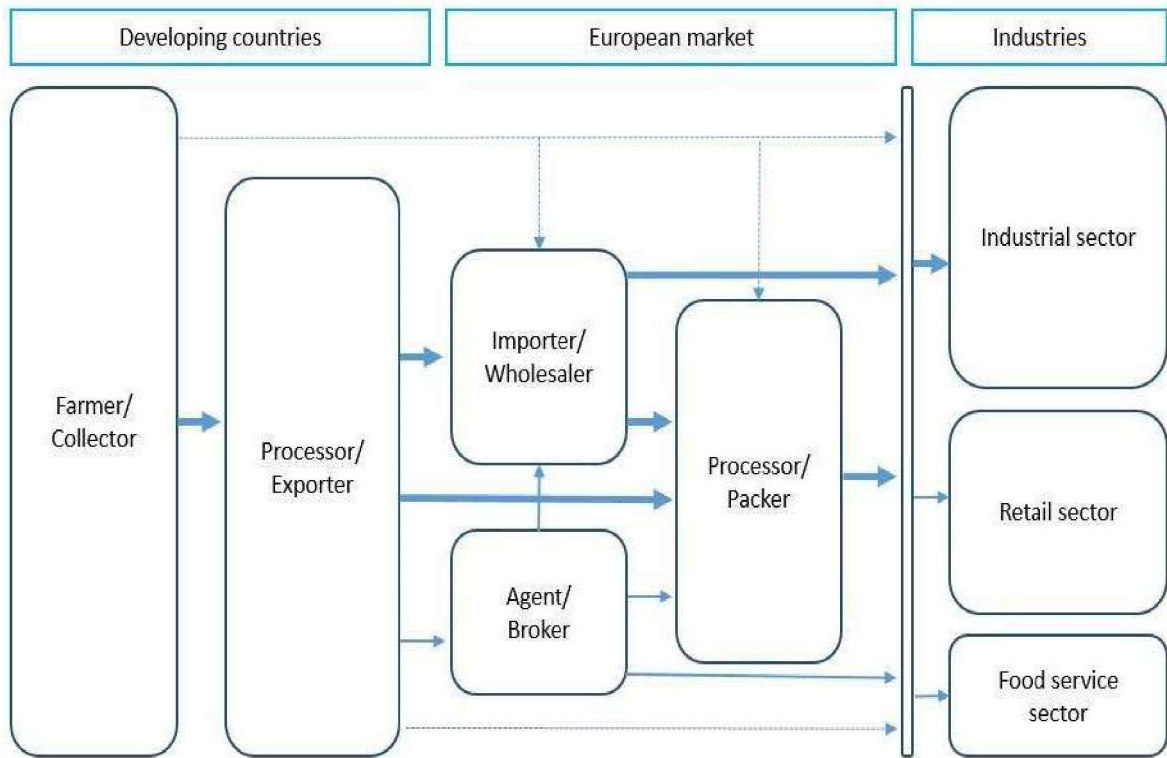 Developing countries
European market
Industries
Farmer/
Collector
Processor/
Exporter
Importer/
Wholesaler
Agent/
Broker
Processor/
Packer
Industrial sector
Retail sector
Food service
sector